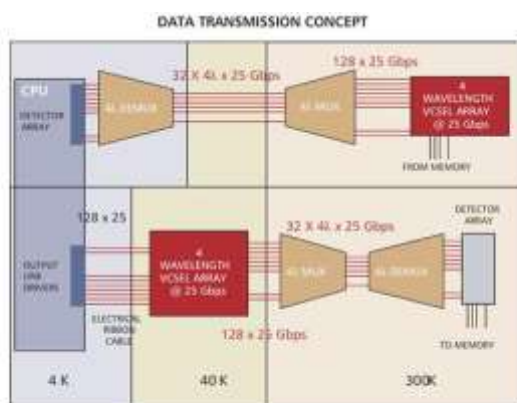 DATA TRANSMISSION CONCEPT
CPU
DETECTOR
ARRAY
4λ DEMUX
32 X 4λ x 25 Gbps
4λ MUX
128 x 25 Gbps
4
WAVELENGTH
VCSEL ARRAY
@ 25 Gbps
FROM MEMORY
OUTPUT
LINE
DRIVERS
128 x 25
ELECTRICAL
RIBBON
CABLE
4
WAVELENGTH
VCSEL ARRAY
@ 25 Gbps
128 x 25 Gbps
32 X 4λ x 25 Gbps
4λ MUX
4λ DEMUX
DETECTOR
ARRAY
TO MEMORY
4 K
40 K
300K